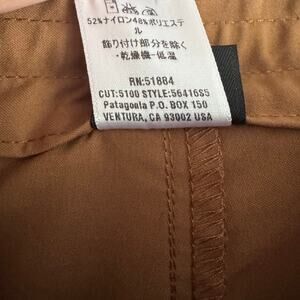 52%ナイロン48%ポリエステ
ル
飾り付け部分を除く
・乾燥機-低温
RN:51884
CUT:5100 STYLE:56416S5
Patagonia P.O. BOX 150
VENTURA, CA 93002 USA